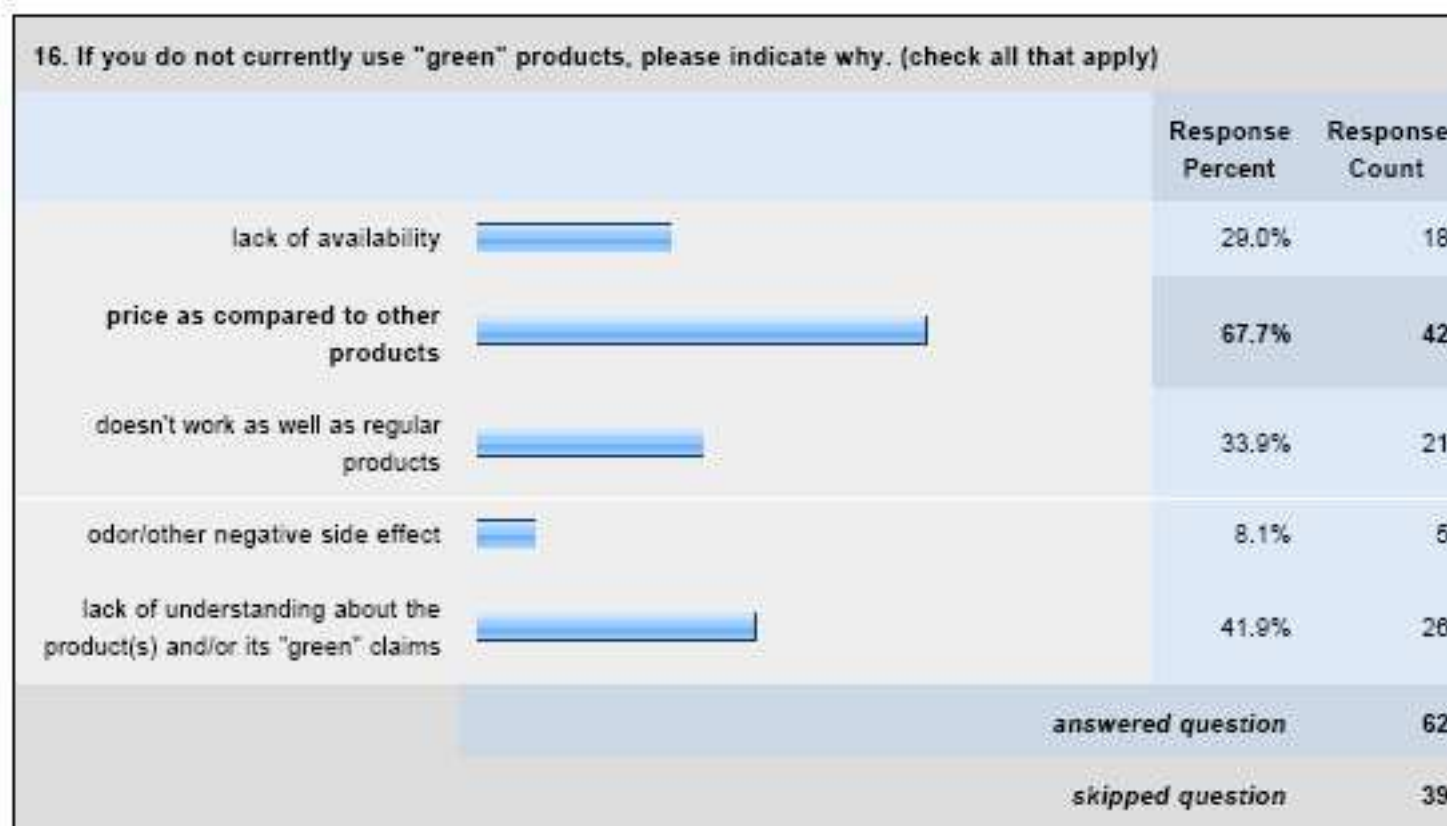 16. If you do not currently use "green" products, please indicate why. (check all that apply)
Response Percent Response Count
lack of availability 29.0% 18
price as compared to other
products 67.7% 42
doesn't work as well as regular
products 33.9% 21
odor/other negative side effect 8.1% 5
lack of understanding about the
product(s) and/or its "green" claims 41.9% 26
answered question 62
skipped question 39